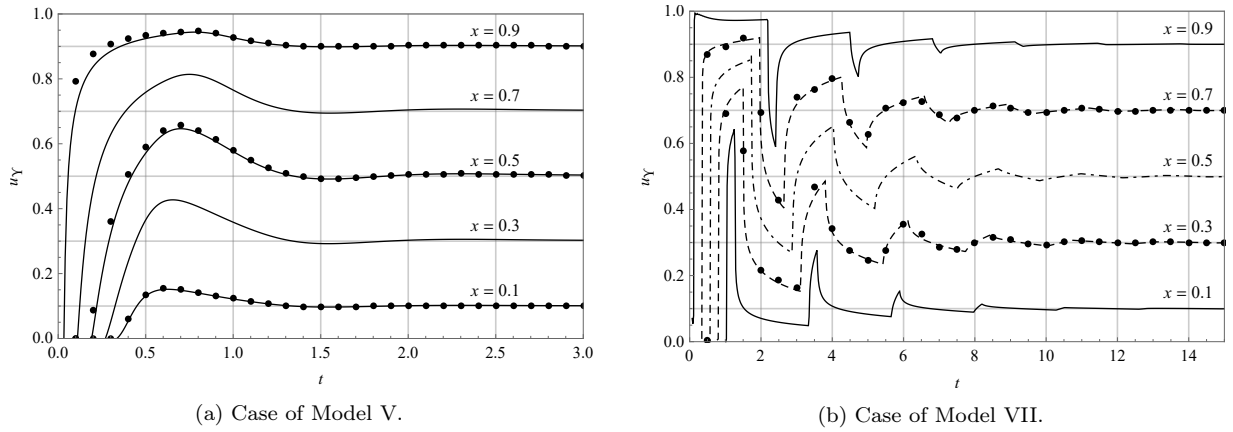 1.0
0.8
0.6
0.4
0.2
0.0
u_Υ
x = 0.9
x = 0.7
x = 0.5
x = 0.3
x = 0.1
0.0 0.5 1.0 1.5 2.0 2.5 3.0
t
(a) Case of Model V.
1.0
0.8
0.6
0.4
0.2
0.0
u_Υ
x = 0.9
x = 0.7
x = 0.5
x = 0.3
x = 0.1
0 2 4 6 8 10 12 14
t
(b) Case of Model VII.